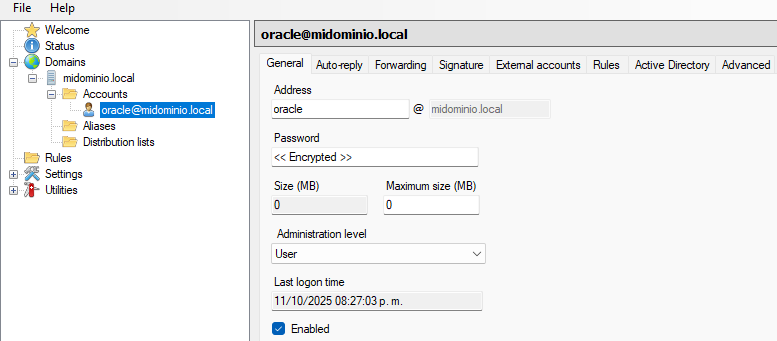 File Help
Welcome
Status
Domains
midominio.local
Accounts
oracle@midominio.local
Aliases
Distribution lists
Rules
Settings
Utilities
oracle@midominio.local
General Auto-reply Forwarding Signature External accounts Rules Active Directory Advanced
Address
oracle @ midominio.local
Password
<< Encrypted >>
Size (MB) Maximum size (MB)
0 0
Administration level
User
Last logon time
11/10/2025 08:27:03 p. m.
Enabled